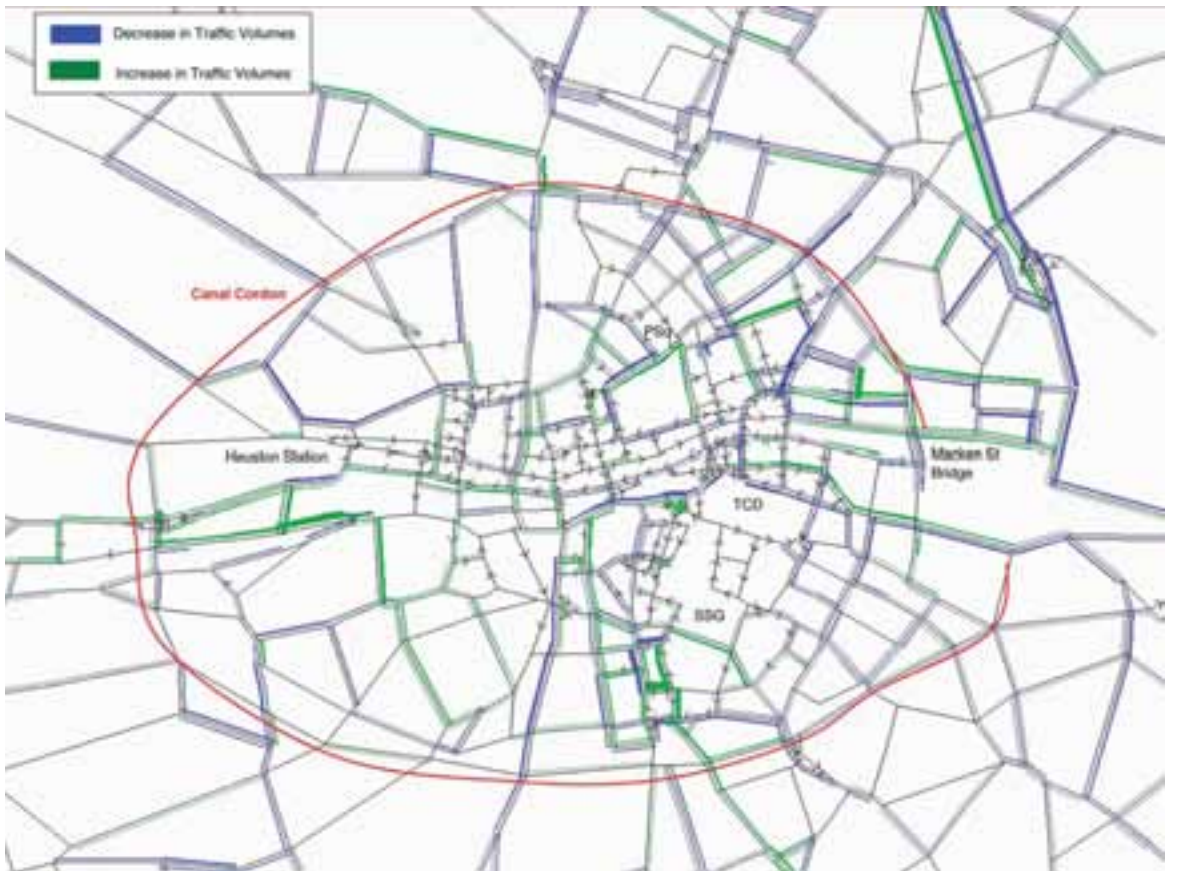 Decrease in Traffic Volumes
Increase in Traffic Volumes
Canal Cordon
PSq
Heuston Station
Macken St
Bridge
TCD
SSG